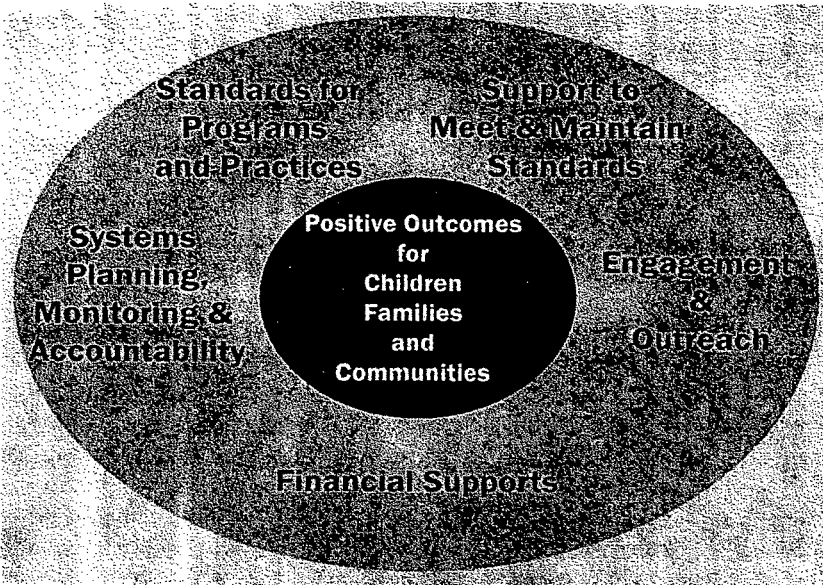 Standards for
Programs
and Practices
Support to
Meet & Maintain
Standards
Systems
Planning,
Monitoring &
Accountability
Positive Outcomes
for
Children
Families
and
Communities
Engagement
&
Outreach
Financial Supports